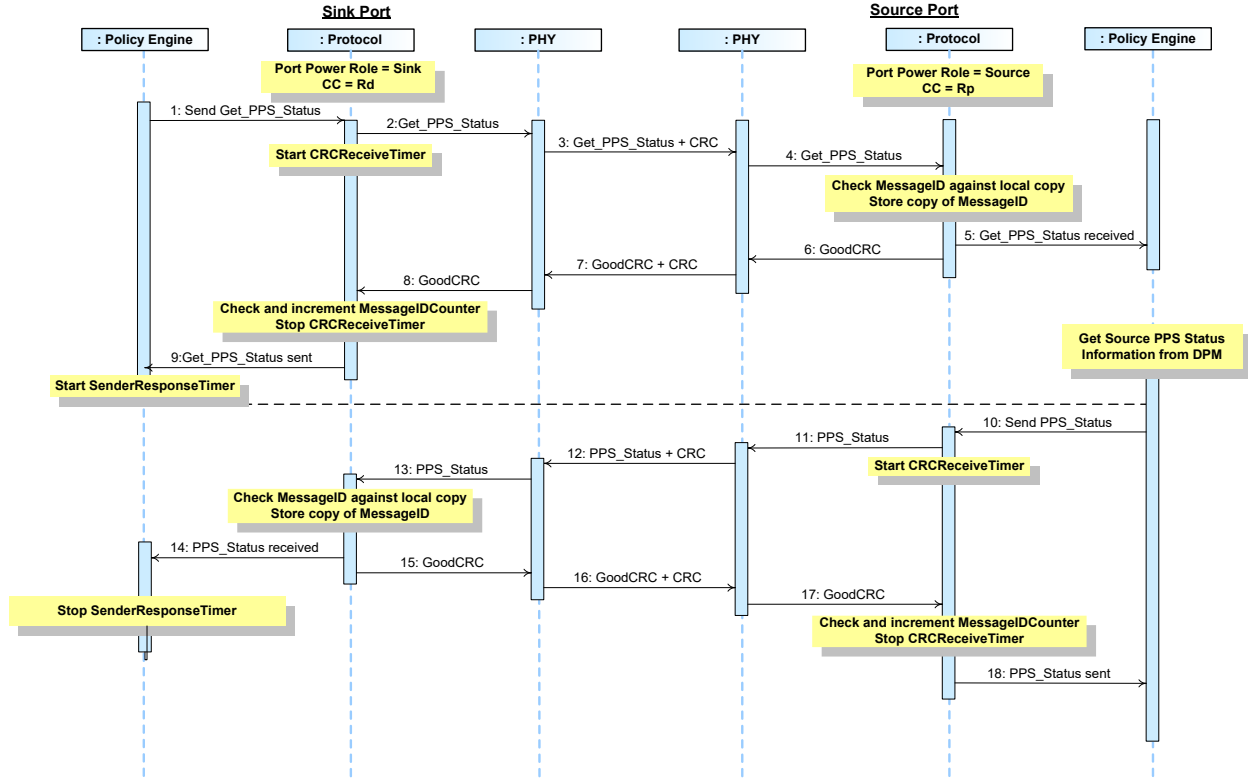 Sink Port
Source Port
: Policy Engine
: Protocol
: PHY
: PHY
: Protocol
: Policy Engine
Port Power Role = Sink
CC = Rd
Port Power Role = Source
CC = Rp
1: Send Get_PPS_Status
2:Get_PPS_Status
Start CRCReceiveTimer
3: Get_PPS_Status + CRC
4: Get_PPS_Status
Check MessageID against local copy
Store copy of MessageID
5: Get_PPS_Status received
6: GoodCRC
7: GoodCRC + CRC
8: GoodCRC
Check and increment MessageIDCounter
Stop CRCReceiveTimer
9:Get_PPS_Status sent
Start SenderResponseTimer
Get Source PPS Status
Information from DPM
10: Send PPS_Status
11: PPS_Status
Start CRCReceiveTimer
12: PPS_Status + CRC
13: PPS_Status
Check MessageID against local copy
Store copy of MessageID
14: PPS_Status received
15: GoodCRC
16: GoodCRC + CRC
17: GoodCRC
Stop SenderResponseTimer
Check and increment MessageIDCounter
Stop CRCReceiveTimer
18: PPS_Status sent